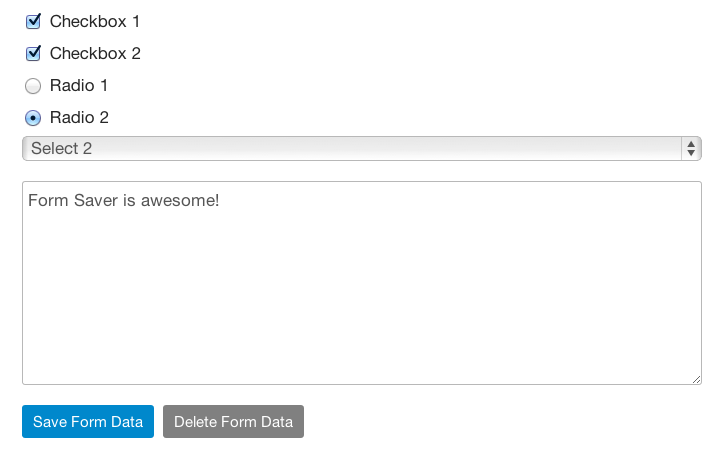 Checkbox 1
Checkbox 2
Radio 1
Radio 2
Select 2
Form Saver is awesome!
Save Form Data Delete Form Data